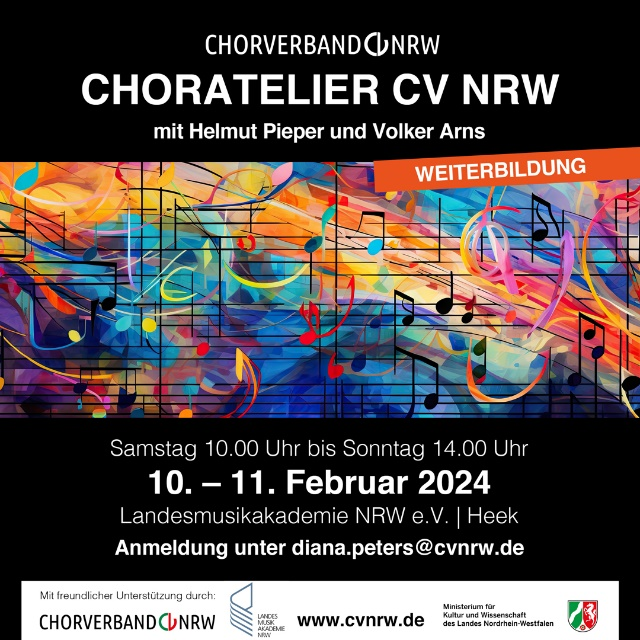 CHORVERBAND NRW
CHORATELIER CV NRW
mit Helmut Pieper und Volker Arns
WEITERBILDUNG
Samstag 10.00 Uhr bis Sonntag 14.00 Uhr
10. – 11. Februar 2024
Landesmusikakademie NRW e.V. | Heek
Anmeldung unter diana.peters@cvnrw.de
Mit freundlicher Unterstützung durch:
CHORVERBAND NRW
LANDES
MUSIK
AKADEMIE
NRW
www.cvnrw.de
Ministerium für
Kultur und Wissenschaft
des Landes Nordrhein-Westfalen